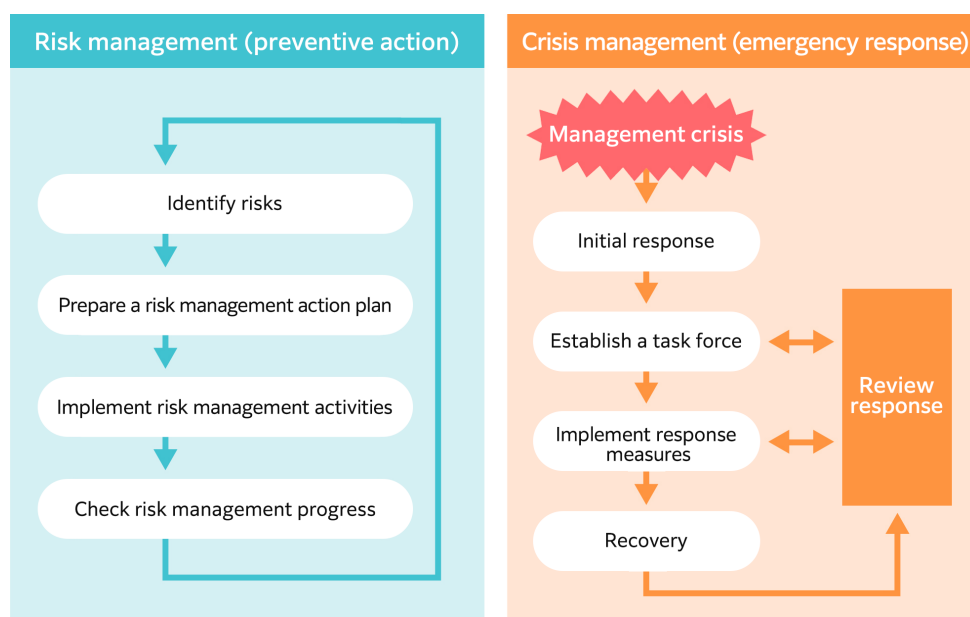 Risk management (preventive action)
Identify risks
Prepare a risk management action plan
Implement risk management activities
Check risk management progress
Crisis management (emergency response)
Management crisis
Initial response
Establish a task force
Implement response
measures
Recovery
Review
response